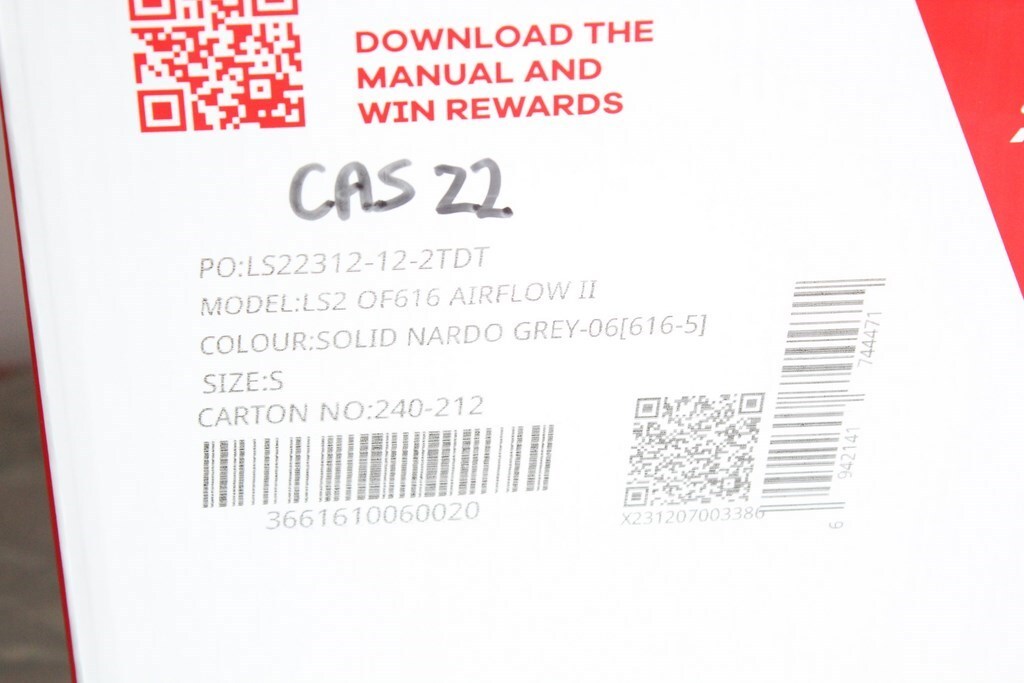 DOWNLOAD THE
MANUAL AND
WIN REWARDS
CAS 22
PO:LS22312-12-2TDT
MODEL:LS2 OF616 AIRFLOW II
COLOUR:SOLID NARDO GREY-06[616-5]
SIZE:S
CARTON NO:240-212
3661610060020
X231207003386
6 942141 744471